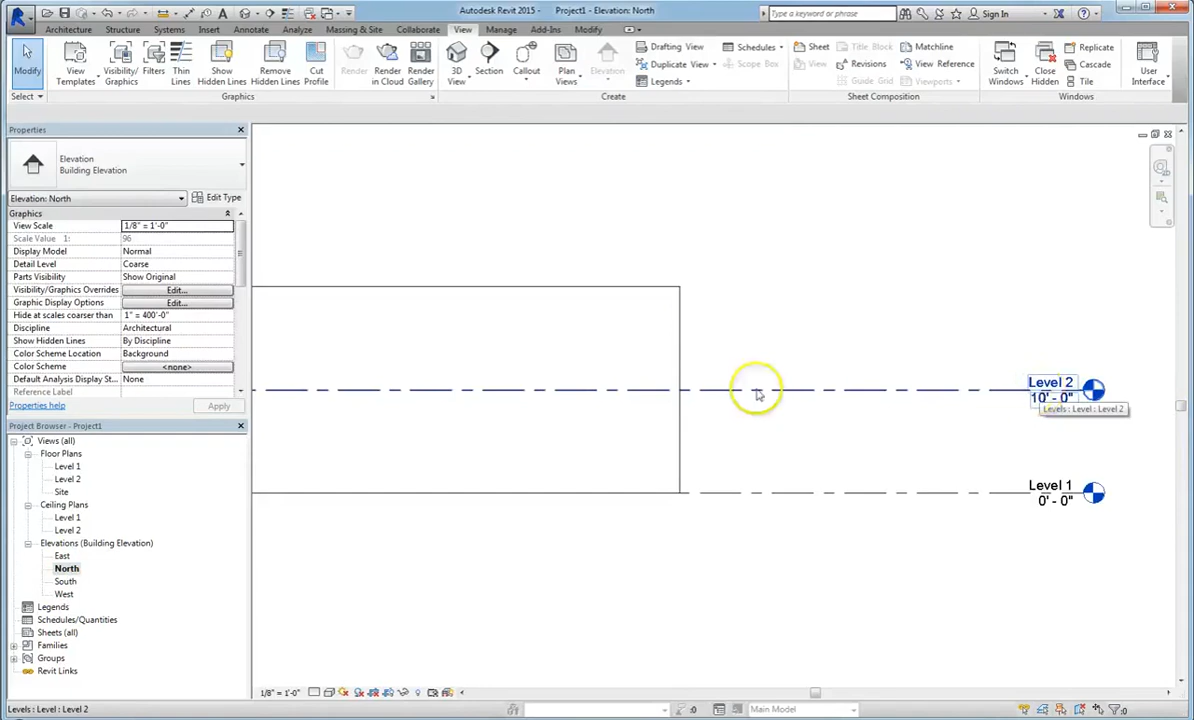 Autodesk Revit 2015 - Project1 - Elevation: North
Type a keyword or phrase
Sign In
Architecture Structure Systems Insert Annotate Analyze Massing & Site Collaborate View Manage Add-Ins Modify
Modify
View Templates
Visibility/ Graphics
Filters
Thin Lines
Show Hidden Lines
Remove Hidden Lines
Cut Profile
Render
Render in Cloud
Render Gallery
3D View
Section
Callout
Plan Views
Elevation
Drafting View
Duplicate View
Legends
Schedules
Scope Box
Sheet
View
Title Block
Revisions
Guide Grid
Matchline
View Reference
Viewports
Switch Windows
Close Hidden
Replicate
Cascade
Tile
User Interface
Select
Graphics
Create
Sheet Composition
Windows
Properties
Elevation
Building Elevation
Elevation: North
Edit Type
Graphics
View Scale 1/8" = 1'-0"
Scale Value 1: 96
Display Model Normal
Detail Level Coarse
Parts Visibility Show Original
Visibility/Graphics Overrides Edit...
Graphic Display Options Edit...
Hide at scales coarser than 1" = 400'-0"
Discipline Architectural
Show Hidden Lines By Discipline
Color Scheme Location Background
Color Scheme <none>
Default Analysis Display St... None
Reference Label
Properties help
Apply
Project Browser - Project1
Views (all)
Floor Plans
Level 1
Level 2
Site
Ceiling Plans
Level 1
Level 2
Elevations (Building Elevation)
East
North
South
West
Legends
Schedules/Quantities
Sheets (all)
Families
Groups
Revit Links
Level 2
10' - 0"
Levels : Level : Level 2
Level 1
0' - 0"
1/8" = 1'-0"
Levels : Level : Level 2
:0
Main Model
:0